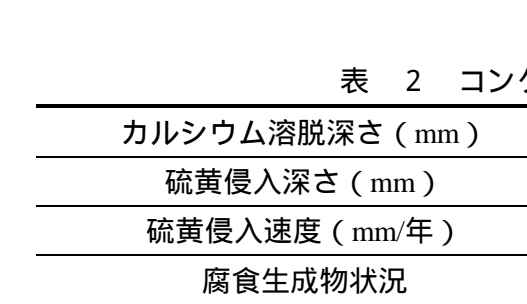 表 2 コン
カルシウム溶脱深さ(mm)
硫黄侵入深さ(mm)
硫黄侵入速度(mm/年)
腐食生成物状況